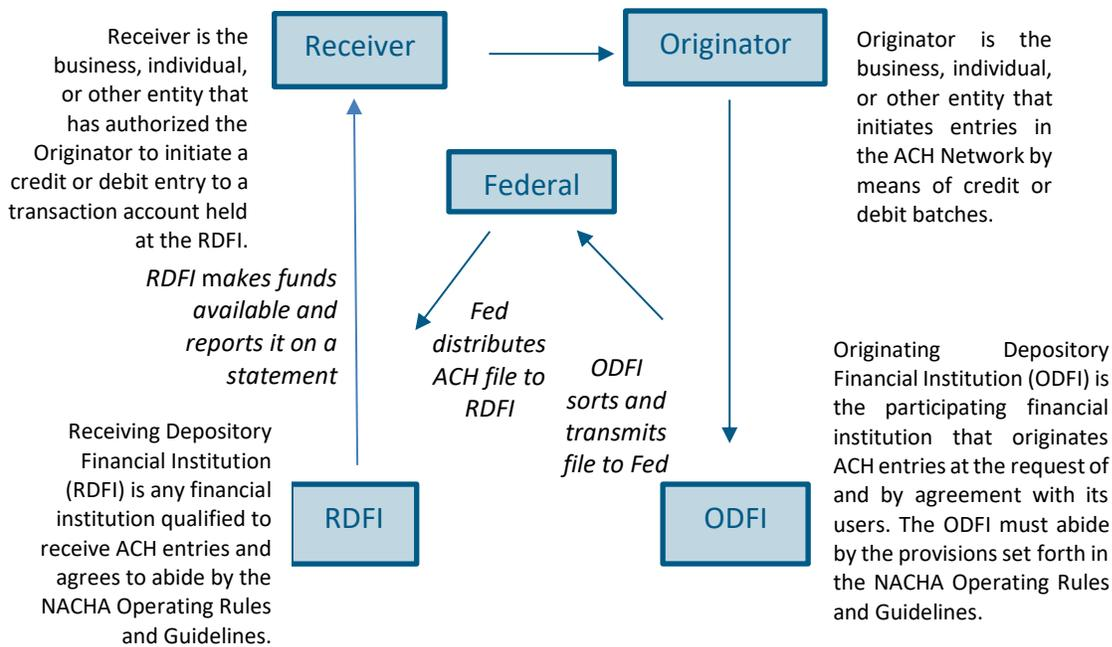 Receiver is the
business, individual,
or other entity that
has authorized the
Originator to initiate a
credit or debit entry to a
transaction account held
at the RDFI.
Receiver
Originator
Originator is the
business, individual,
or other entity that
initiates entries in
the ACH Network by
means of credit or
debit batches.
Federal
RDFI makes funds
available and
reports it on a
statement
Fed
distributes
ACH file to
RDFI
ODFI
sorts and
transmits
file to Fed
Receiving Depository
Financial Institution
(RDFI) is any financial
institution qualified to
receive ACH entries and
agrees to abide by the
NACHA Operating Rules
and Guidelines.
RDFI
ODFI
Originating Depository
Financial Institution (ODFI) is
the participating financial
institution that originates
ACH entries at the request of
and by agreement with its
users. The ODFI must abide
by the provisions set forth in
the NACHA Operating Rules
and Guidelines.